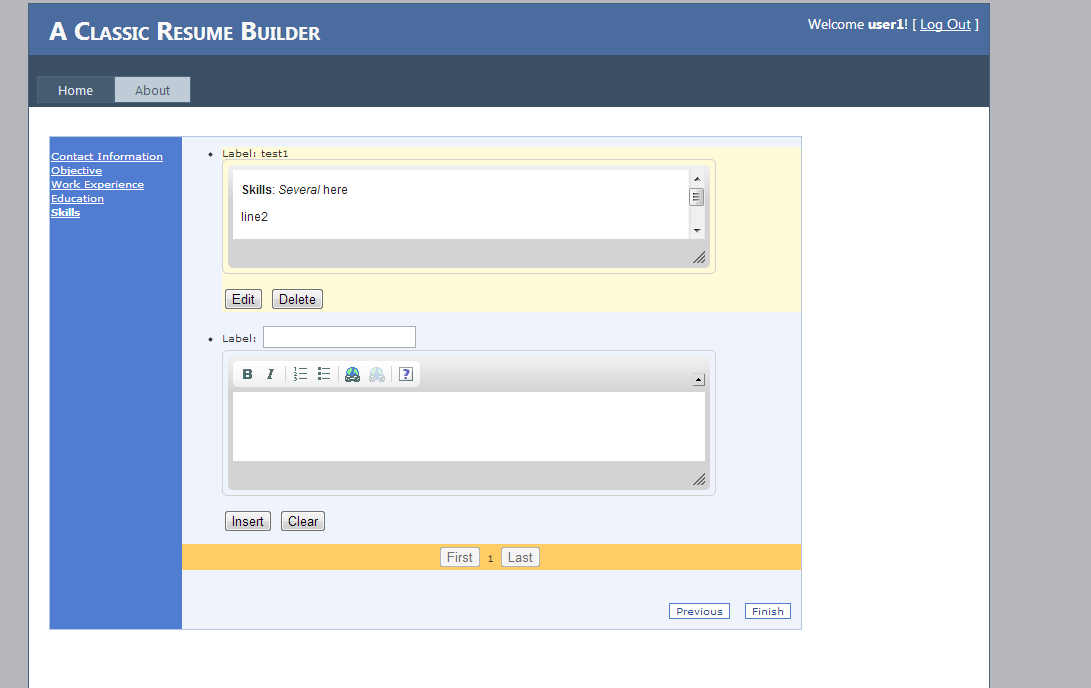 A Classic Resume Builder
Welcome user1! [ Log Out ]
Home About
Contact Information
Objective
Work Experience
Education
Skills
Label: test1
Skills: Several here
line2
Edit Delete
Label:
B I ?
Insert Clear
First 1 Last
Previous Finish